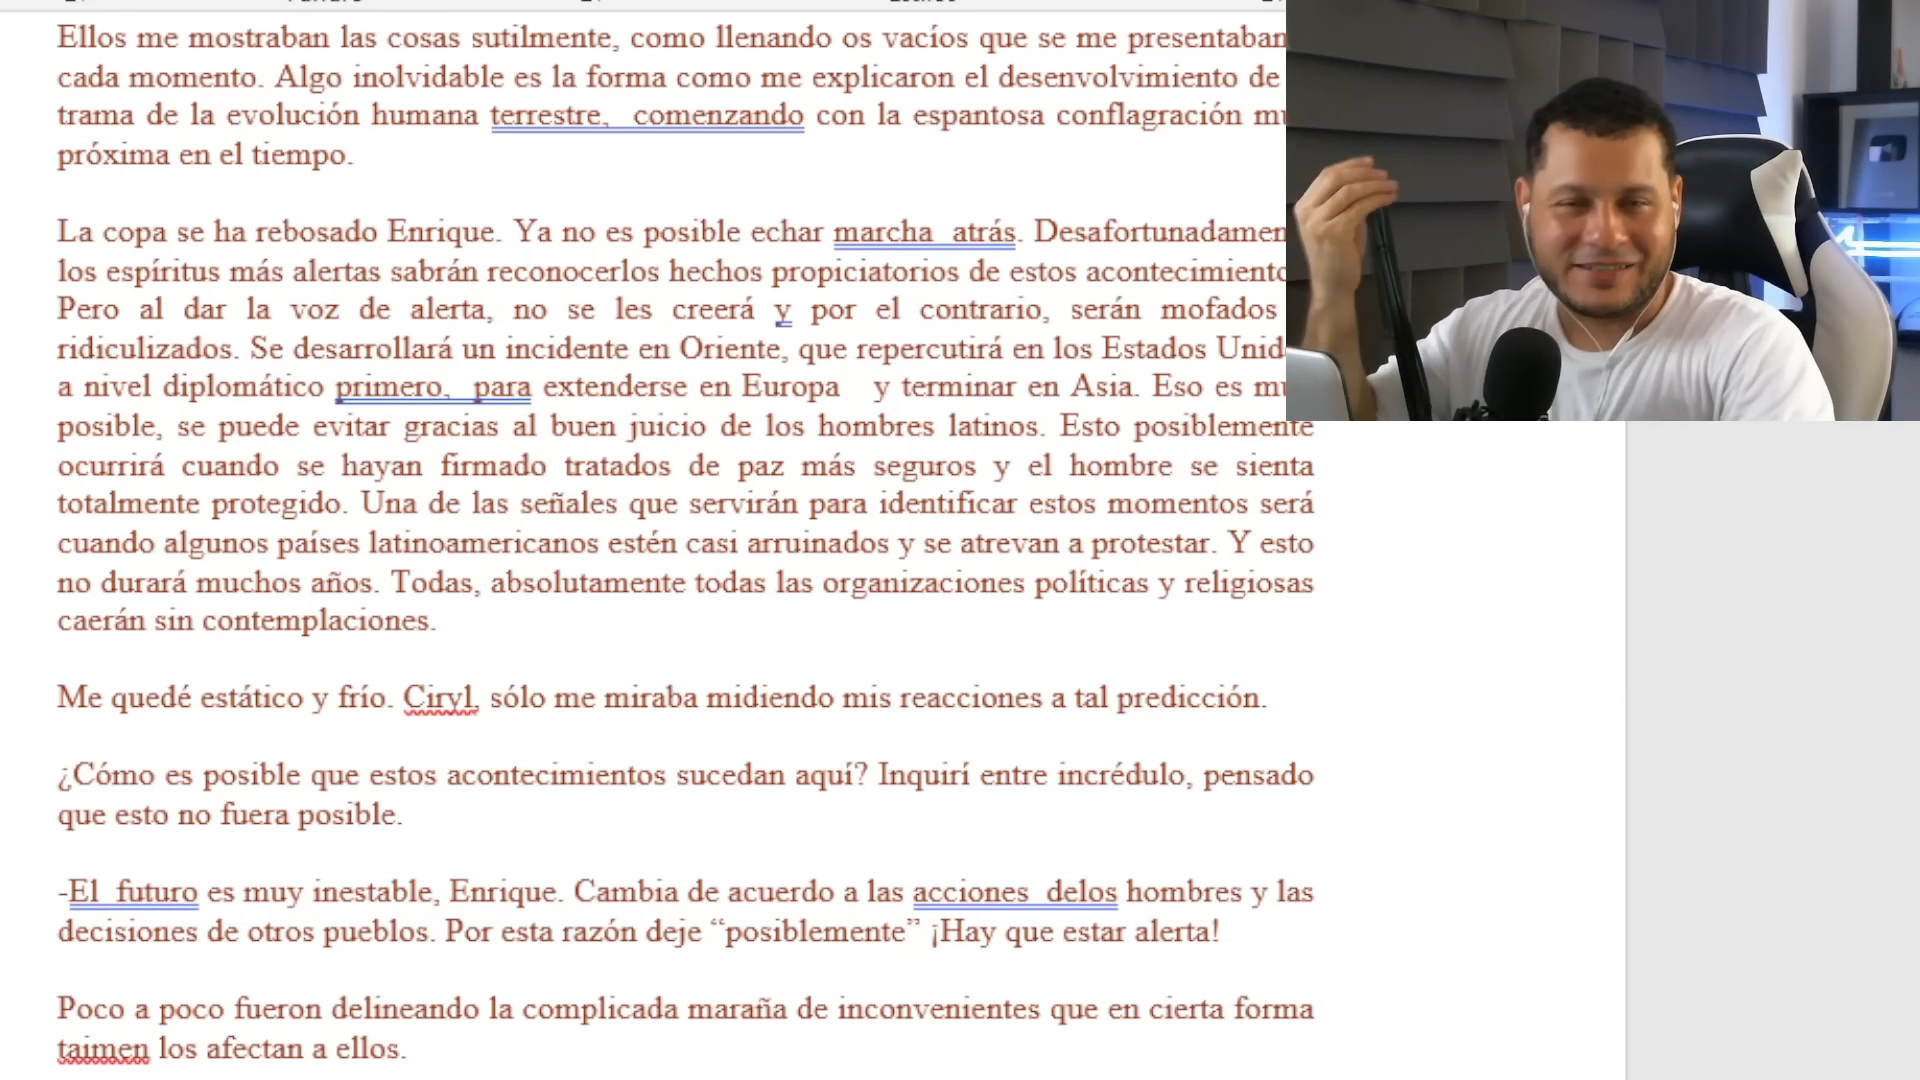 Ellos me mostraban las cosas sutilmente, como llenando os vacíos que se me presentaban
cada momento. Algo inolvidable es la forma como me explicaron el desenvolvimiento de
trama de la evolución humana terrestre, comenzando con la espantosa conflagración
próxima en el tiempo.
La copa se ha rebosado Enrique. Ya no es posible echar marcha atrás.
los espíritus más alertas sabrán reconocerlos hechos propiciatorios de estos
Pero al dar la voz de alerta, no se les creerá y por el contrario, serán mofados
ridiculizados. Se desarrollará un incidente en Oriente, que repercutirá en los Estados
a nivel diplomático primero, para extenderse en Europa y terminar en Asia. Eso es
posible, se puede evitar gracias al buen juicio de los hombres latinos. Esto posiblemente
ocurrirá cuando se hayan firmado tratados de paz más seguros y el hombre se sienta
totalmente protegido. Una de las señales que servirán para identificar estos momentos será
cuando algunos países latinoamericanos estén casi arruinados y se atrevan a protestar. Y esto
no durará muchos años. Todas, absolutamente todas las organizaciones políticas y religiosas
caerán sin contemplaciones.
Me quedé estático y frío. Ciryl, sólo me miraba midiendo mis reacciones a tal predicción.
¿Cómo es posible que estos acontecimientos sucedan aquí? Inquirí entre incrédulo, pensado
que esto no fuera posible.
-El futuro es muy inestable, Enrique. Cambia de acuerdo a las acciones delos hombres y las
decisiones de otros pueblos. Por esta razón deje “posiblemente” ¡Hay que estar alerta!
Poco a poco fueron delineando la complicada maraña de inconvenientes que en cierta forma
taimen los afectan a ellos.